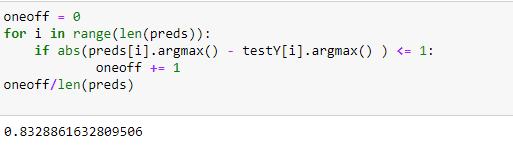 oneoff = 0
for i in range(len(preds)):
    if abs(preds[i].argmax() - testY[i].argmax() ) <= 1:
            oneoff += 1
oneoff/len(preds)
0.8328861632809506